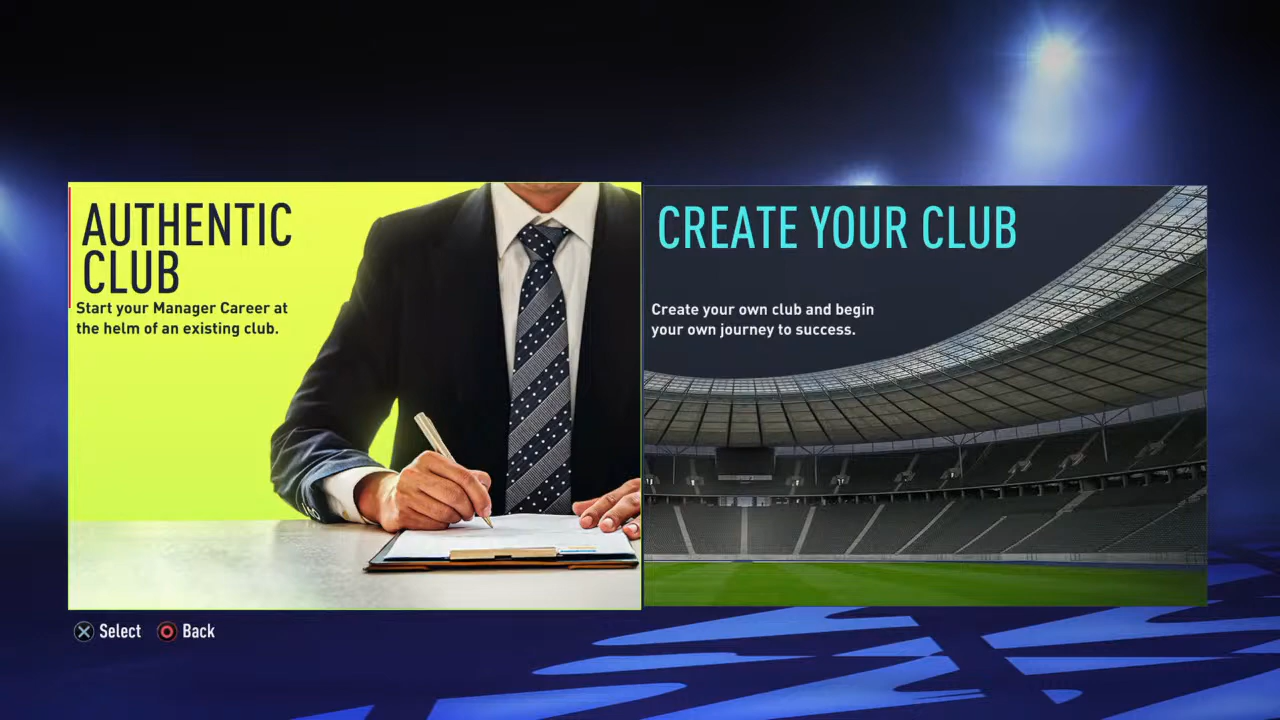 AUTHENTIC
CLUB
Start your Manager Career at
the helm of an existing club.
CREATE YOUR CLUB
Create your own club and begin
your own journey to success.
Select
Back